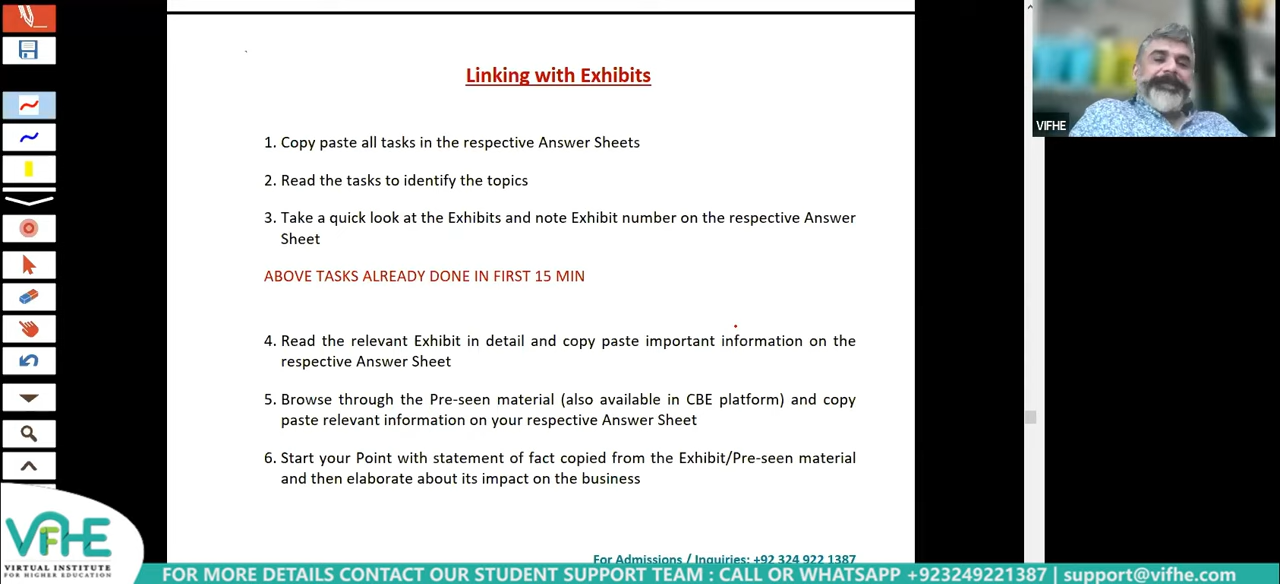 Linking with Exhibits
VIFHE
1. Copy paste all tasks in the respective Answer Sheets
2. Read the tasks to identify the topics
3. Take a quick look at the Exhibits and note Exhibit number on the respective Answer
Sheet
ABOVE TASKS ALREADY DONE IN FIRST 15 MIN
4. Read the relevant Exhibit in detail and copy paste important information on the
respective Answer Sheet
5. Browse through the Pre-seen material (also available in CBE platform) and copy
paste relevant information on your respective Answer Sheet
6. Start your Point with statement of fact copied from the Exhibit/Pre-seen material
and then elaborate about its impact on the business
VIFHE
VIRTUAL INSTITUTE
FOR HIGHER EDUCATION
For Admissions / Inquiries: +92 324 922 1387
FOR MORE DETAILS CONTACT OUR STUDENT SUPPORT TEAM : CALL OR WHATSAPP +923249221387 | support@vifhe.com